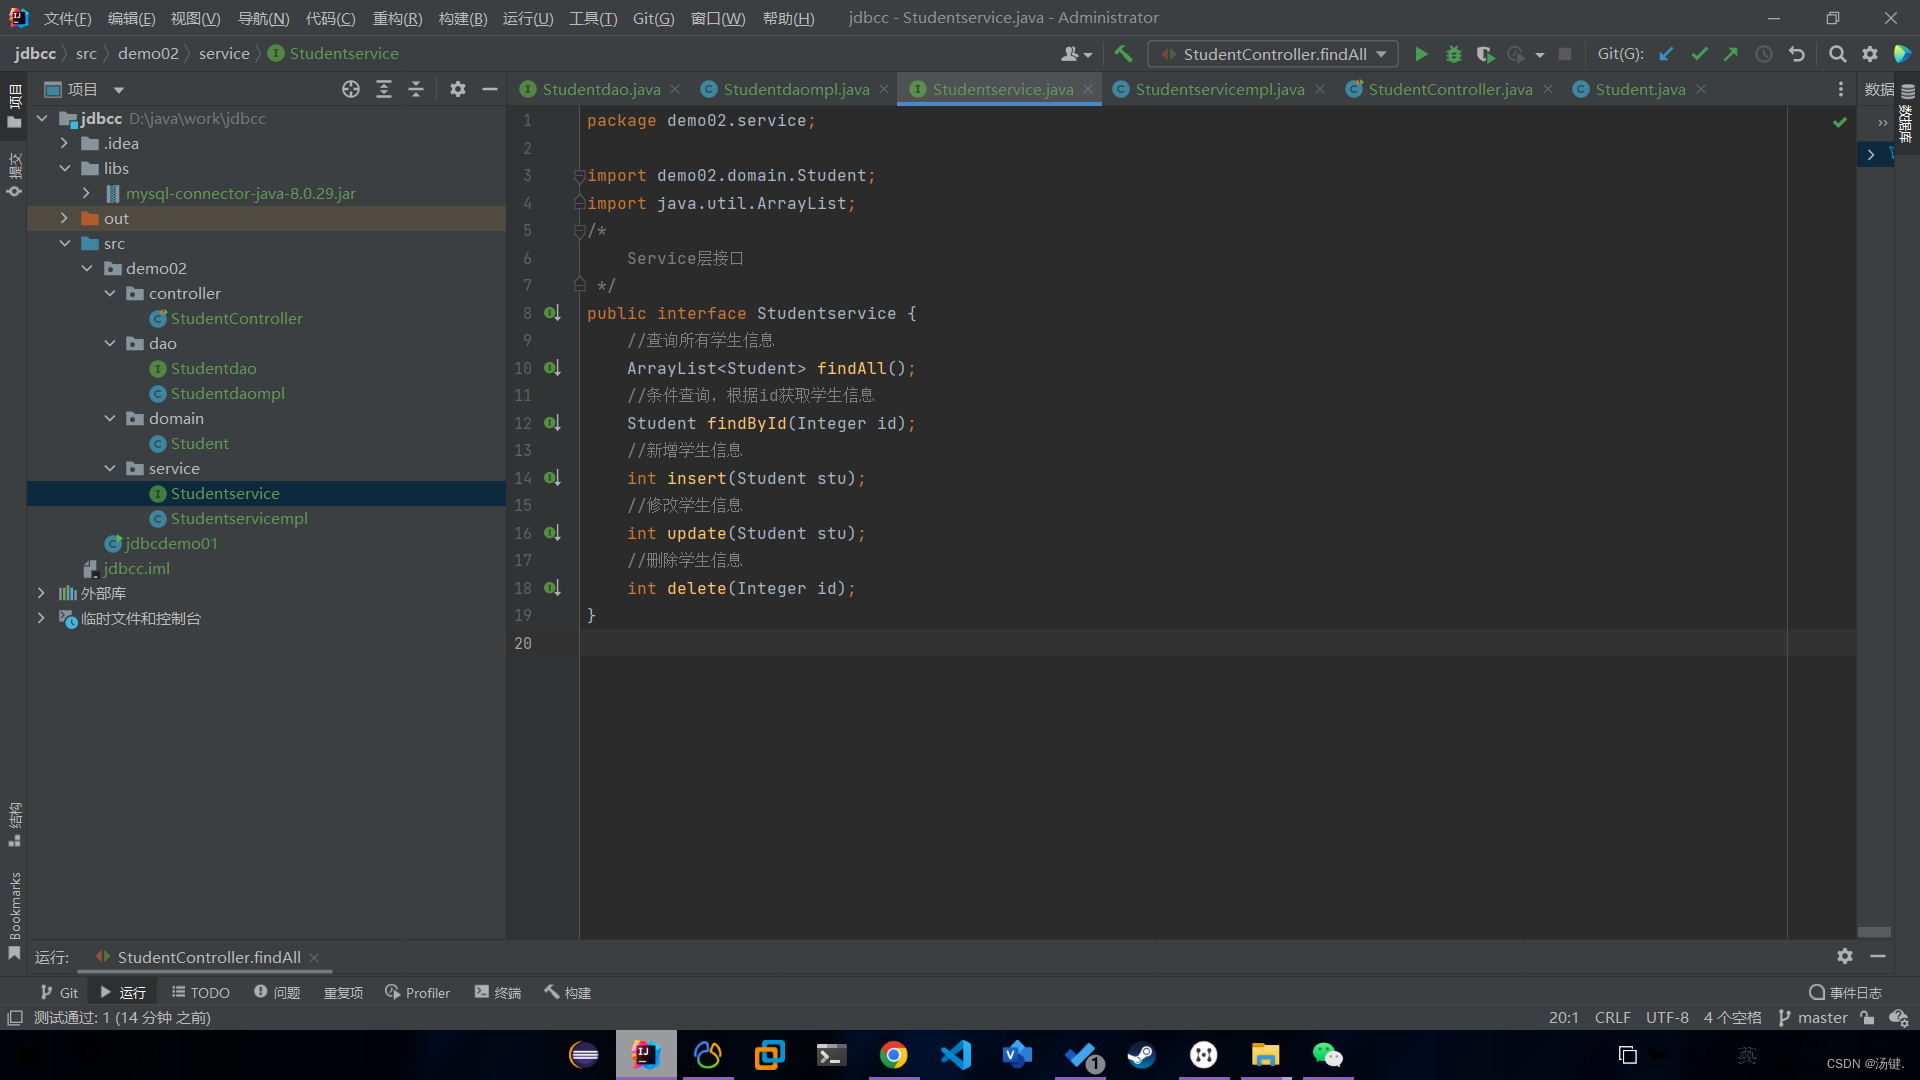 文件(F) 编辑(E) 视图(V) 导航(N) 代码(C) 重构(R) 构建(B) 运行(U) 工具(T) Git(G) 窗口(W) 帮助(H) jdbcc - Studentservice.java - Administrator
jdbcc src demo02 service Studentservice StudentController.findAll Git(G):
项目 Studentdao.java Studentdaompl.java Studentservice.java Studentservicempl.java StudentController.java Student.java 数据
项目
提交
结构
Bookmarks
jdbcc D:\java\work\jdbcc
.idea
libs
mysql-connector-java-8.0.29.jar
out
src
demo02
controller
StudentController
dao
Studentdao
Studentdaompl
domain
Student
service
Studentservice
Studentservicempl
jdbcdemo01
jdbcc.iml
外部库
临时文件和控制台
1 package demo02.service;
2
3 import demo02.domain.Student;
4 import java.util.ArrayList;
5 /*
6 Service层接口
7 */
8 public interface Studentservice {
9 //查询所有学生信息
10 ArrayList<Student> findAll();
11 //条件查询，根据id获取学生信息
12 Student findById(Integer id);
13 //新增学生信息
14 int insert(Student stu);
15 //修改学生信息
16 int update(Student stu);
17 //删除学生信息
18 int delete(Integer id);
19 }
20
数据库
运行: StudentController.findAll
Git 运行 TODO 问题 重复项 Profiler 终端 构建 事件日志
测试通过: 1 (14 分钟 之前) 20:1 CRLF UTF-8 4 个空格 master
1
英
CSDN @汤键.